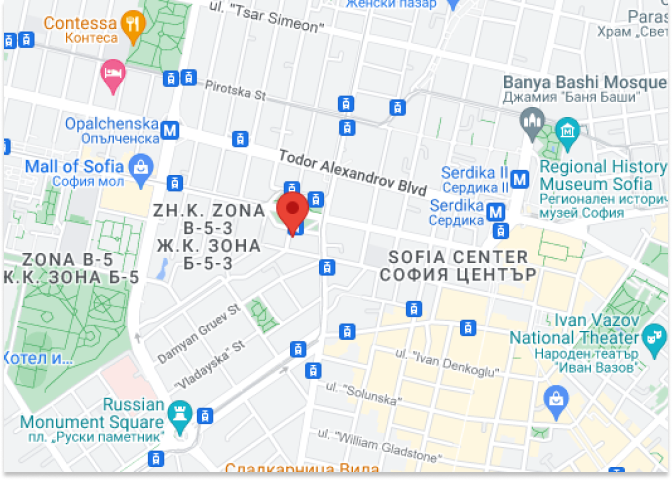 Женски пазар
Contessa
Контеса
ul. "Tsar Simeon"
Paras
Храм „Свет
Pirotska St
Banya Bashi Mosque
Джамия "Баня Баши"
Opalchenska
Опълченска
M
Todor Alexandrov Blvd
Mall of Sofia
София мол
Serdika II
Сердика II
M
Regional History
Museum Sofia
Регионален историч
музей София
Serdika
Сердика
M
ZH.K. ZONA
B-5-3
Ж.К. ЗОНА
Б-5-3
ZONA B-5
Ж.К. ЗОНА Б-5
SOFIA CENTER
СОФИЯ ЦЕНТЪР
Damyan Gruev St
"Vladayska" St
Хотел и...
Ivan Vazov
National Theater
Народен театър
"Иван Вазов"
ul. "Ivan Denkoglu"
ul. "Solunska"
Russian
Monument Square
пл. „Руски паметник"
ul. "William Gladstone"
Сладкарница Вила